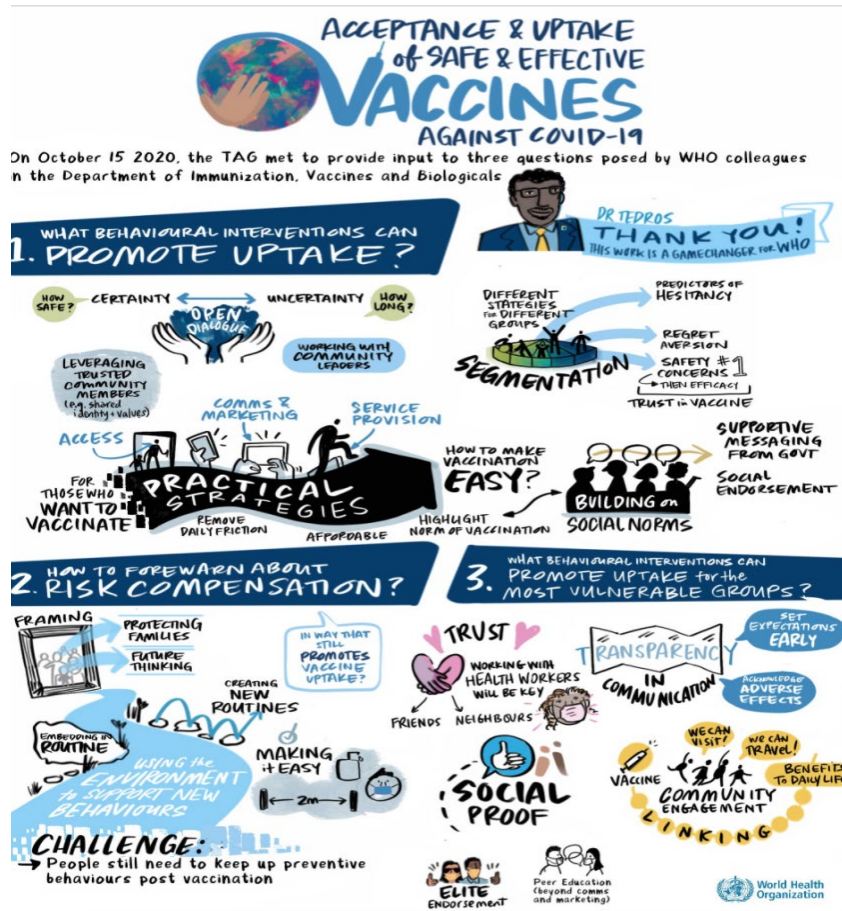 ACCEPTANCE & UPTAKE
of SAFE & EFFECTIVE
VACCINES
AGAINST COVID-19
On October 15 2020, the TAG met to provide input to three questions posed by WHO colleagues
in the Department of Immunization, Vaccines and Biologicals
DR TEDROS
THANK YOU!
THIS WORK IS A GAMECHANGER for WHO
1. WHAT BEHAVIOURAL INTERVENTIONS CAN
PROMOTE UPTAKE?
HOW
SAFE?
CERTAINTY
UNCERTAINTY
HOW
LONG?
OPEN
DIALOGUE
WORKING WITH
COMMUNITY
LEADERS
LEVERAGING
TRUSTED
COMMUNITY
MEMBERS
(e.g. shared
identity + values)
DIFFERENT
STRATEGIES
for DIFFERENT
GROUPS
SEGMENTATION
PREDICTORS OF
HESITANCY
REGRET
AVERSION
SAFETY #1
CONCERNS
THEN EFFICACY
TRUST in VACCINE
ACCESS
COMMS &
MARKETING
SERVICE
PROVISION
FOR
THOSE WHO
WANT TO
VACCINATE
PRACTICAL
STRATEGIES
REMOVE
DAILY FRICTION
AFFORDABLE
HOW TO MAKE
VACCINATION
EASY?
HIGHLIGHT
NORM OF VACCINATION
BUILDING on
SOCIAL NORMS
SUPPORTIVE
MESSAGING
FROM GOVT
SOCIAL
ENDORSEMENT
2. HOW TO FOREWARN ABOUT
RISK COMPENSATION?
FRAMING
PROTECTING
FAMILIES
FUTURE
THINKING
IN WAY THAT
STILL
PROMOTES
VACCINE
UPTAKE?
CREATING
NEW
ROUTINES
EMBEDDING IN
ROUTINE
USING the
ENVIRONMENT
to SUPPORT NEW
BEHAVIOURS
MAKING
it EASY
2m
CHALLENGE:
People still need to keep up preventive
behaviours post vaccination
3. WHAT BEHAVIOURAL INTERVENTIONS CAN
PROMOTE UPTAKE for the
MOST VULNERABLE GROUPS?
TRUST
WORKING WITH
HEALTH WORKERS
WILL BE KEY
FRIENDS
NEIGHBOURS
TRANSPARENCY
IN
COMMUNICATION
SET
EXPECTATIONS
EARLY
ACKNOWLEDGE
ADVERSE
EFFECTS
SOCIAL
PROOF
VACCINE
WE CAN
VISIT!
WE CAN
TRAVEL!
BENEFITS
TO DAILY LIFE
COMMUNITY
ENGAGEMENT
LINKING
ELITE
ENDORSEMENT
Peer Education
(beyond comms
and marketing)
World Health
Organization